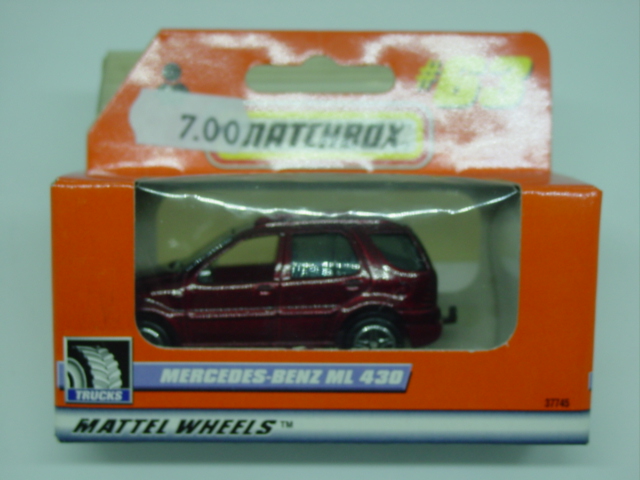 #63
7.00 MATCHBOX
TRUCKS
MERCEDES-BENZ ML 430
37745
MATTEL WHEELS™